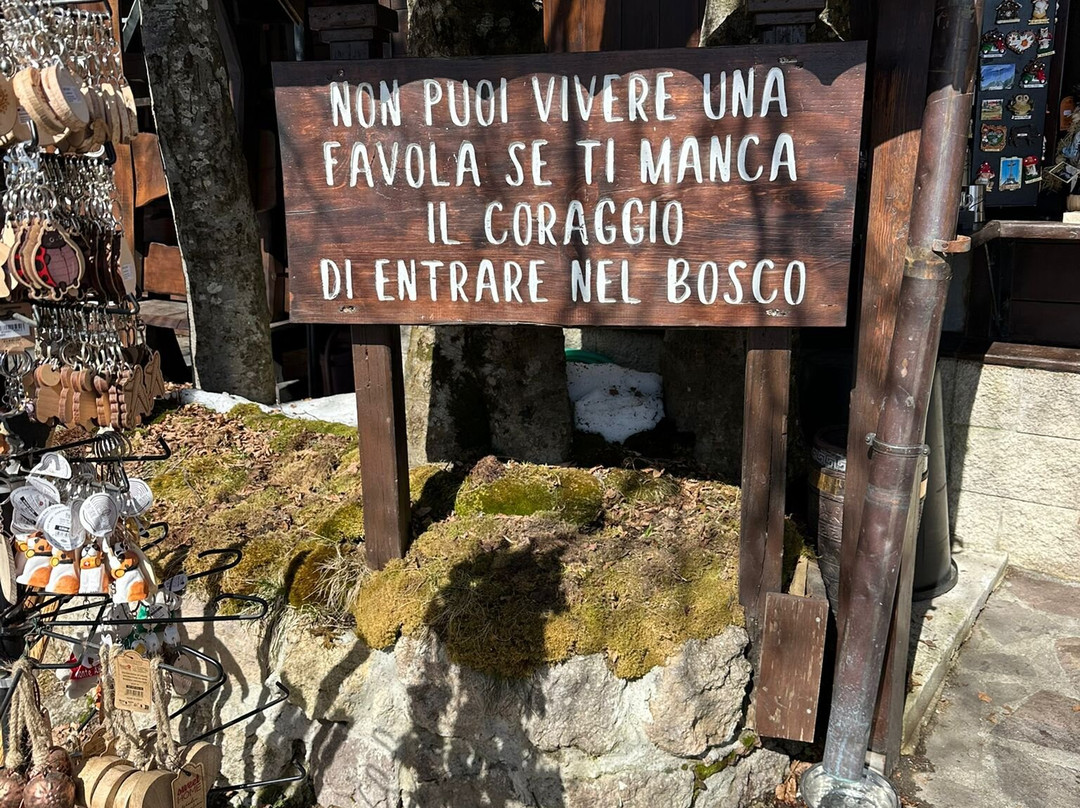 NON PUOI VIVERE UNA
FAVOLA SE TI MANCA
IL CORAGGIO
DI ENTRARE NEL BOSCO